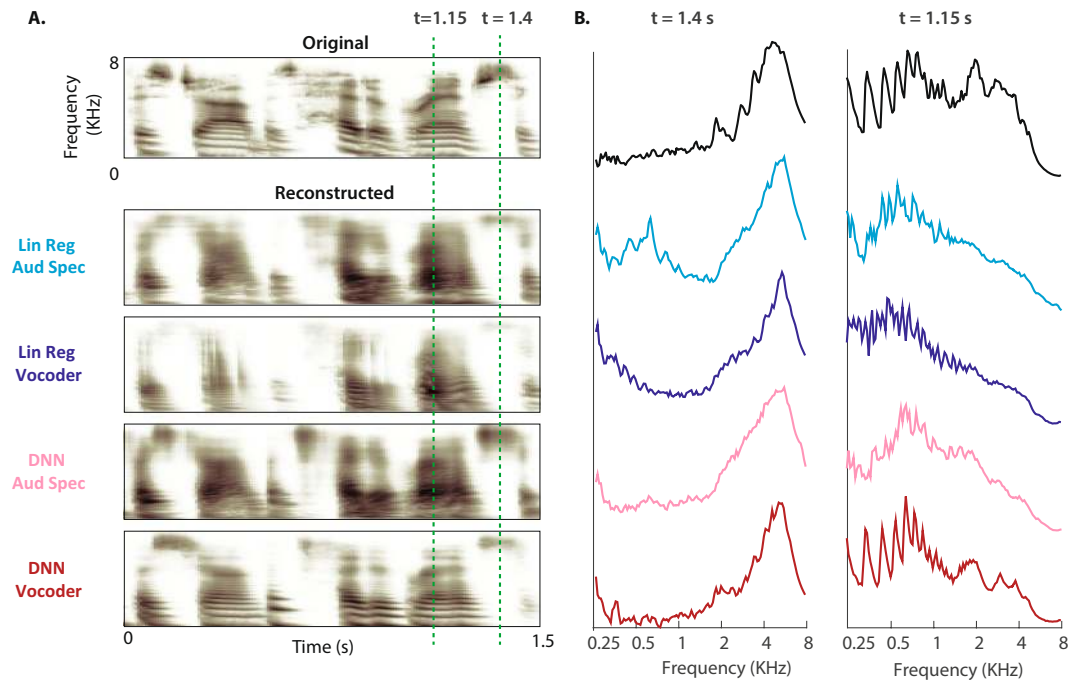 A.
t=1.15
t = 1.4
Original
8
Frequency
(KHz)
0
Reconstructed
Lin Reg
Aud Spec
Lin Reg
Vocoder
DNN
Aud Spec
DNN
Vocoder
0
Time (s)
1.5
B.
t = 1.4 s
t = 1.15 s
0.25 0.5 1 2 4 8
Frequency (KHz)
0.25 0.5 1 2 4 8
Frequency (KHz)